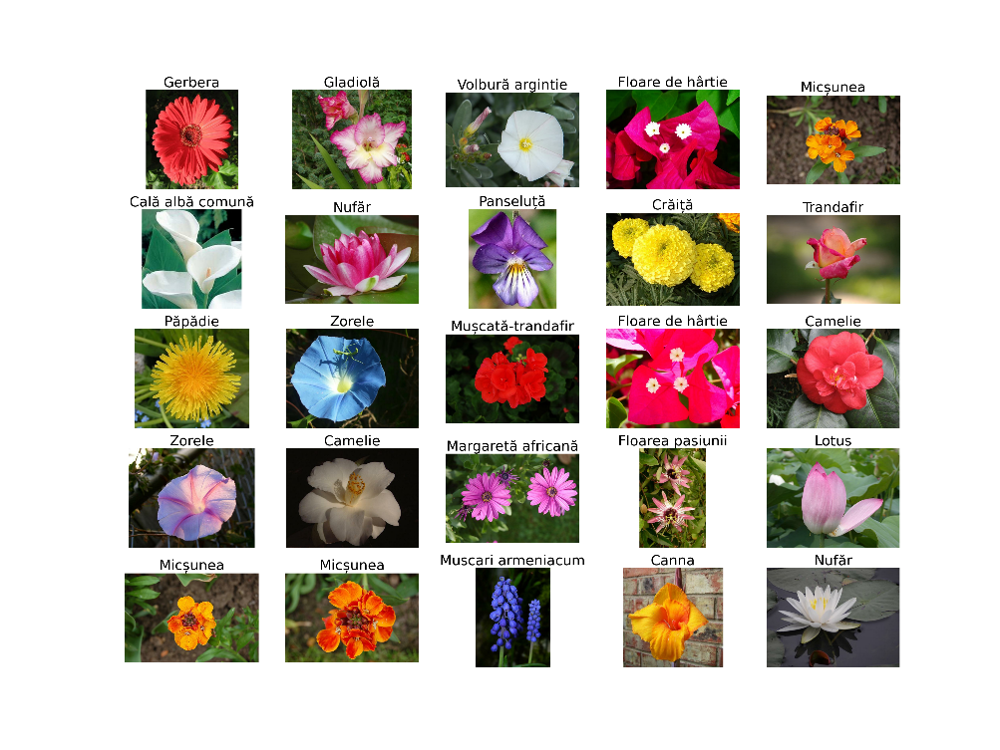 Gerbera
Gladiolă
Volbură argintie
Floare de hârtie
Micșunea
Cală albă comună
Nufăr
Panseluță
Crăiță
Trandafir
Păpădie
Zorele
Mușcată-trandafir
Floare de hârtie
Camelie
Zorele
Camelie
Margaretă africană
Floarea pasiunii
Lotus
Micșunea
Micșunea
Muscari armeniacum
Canna
Nufăr